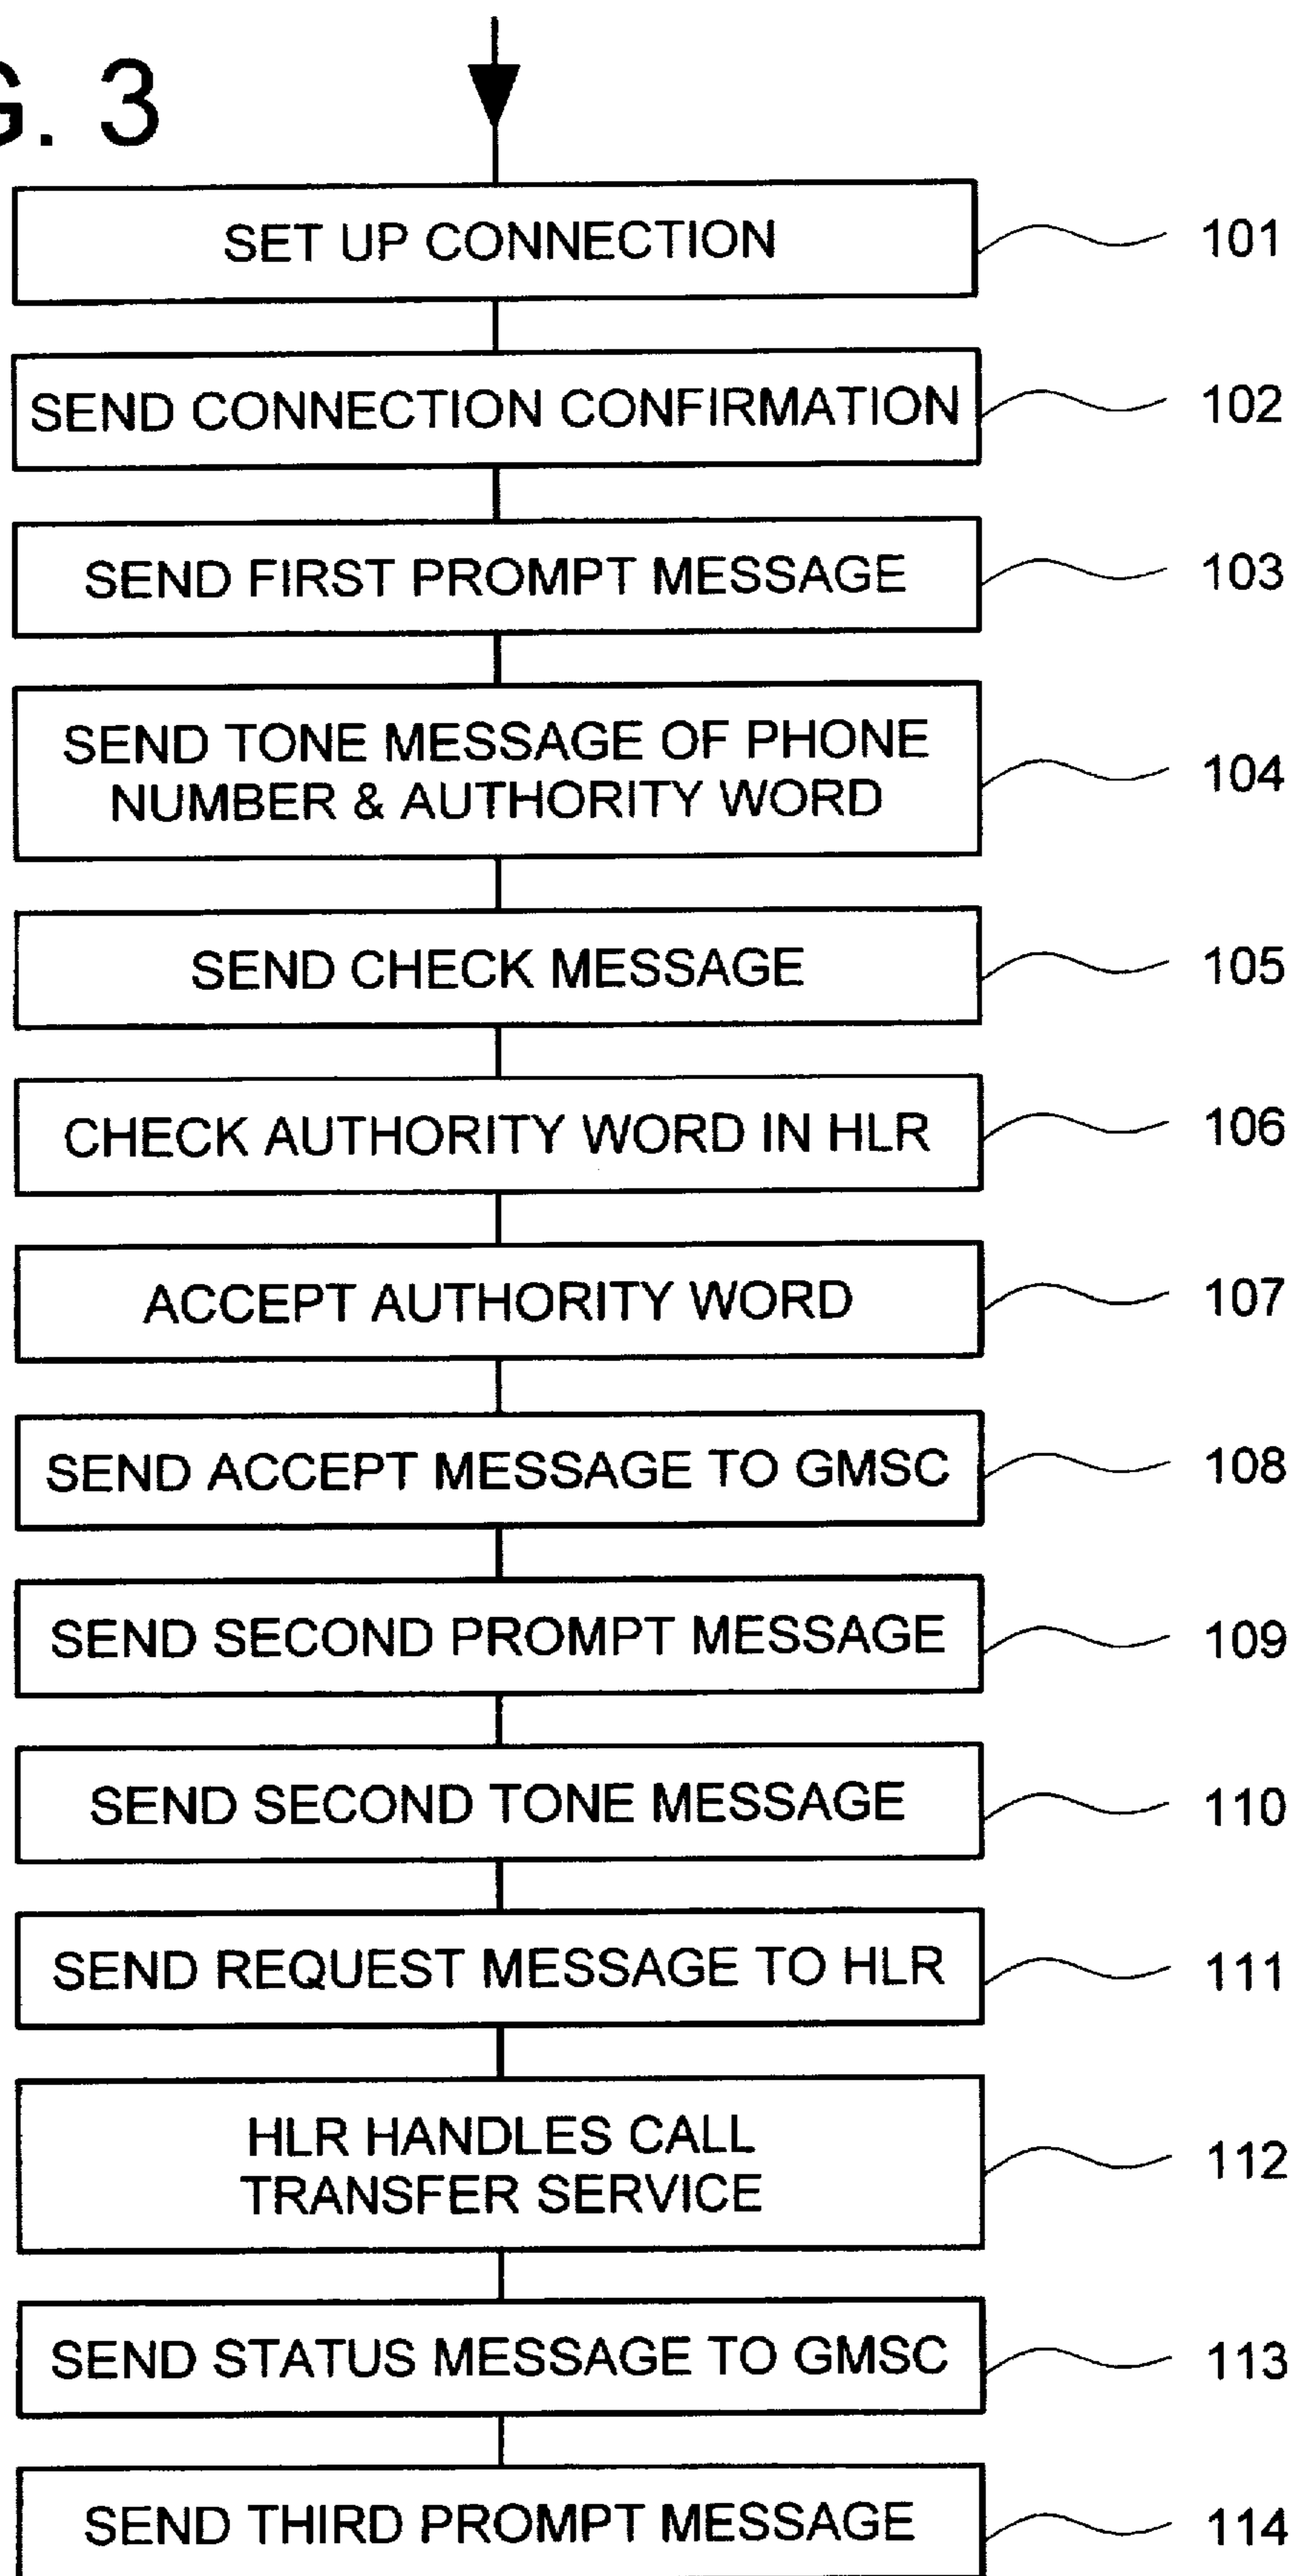 G. 3
SET UP CONNECTION
101
SEND CONNECTION CONFIRMATION
102
SEND FIRST PROMPT MESSAGE
103
SEND TONE MESSAGE OF PHONE
NUMBER & AUTHORITY WORD
104
SEND CHECK MESSAGE
105
CHECK AUTHORITY WORD IN HLR
106
ACCEPT AUTHORITY WORD
107
SEND ACCEPT MESSAGE TO GMSC
108
SEND SECOND PROMPT MESSAGE
109
SEND SECOND TONE MESSAGE
110
SEND REQUEST MESSAGE TO HLR
111
HLR HANDLES CALL
TRANSFER SERVICE
112
SEND STATUS MESSAGE TO GMSC
113
SEND THIRD PROMPT MESSAGE
114